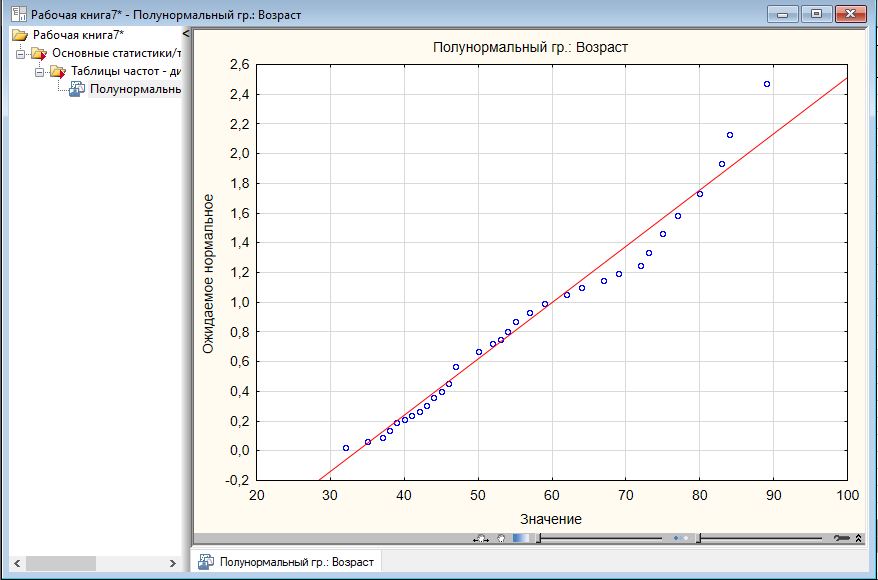 Рабочая книга7* - Полунормальный гр.: Возраст
Рабочая книга7*
Основные статистики/т
Таблицы частот - ди
Полунормальнь
Полунормальный гр.: Возраст
2,6
2,4
2,2
2,0
1,8
1,6
1,4
1,2
1,0
0,8
0,6
0,4
0,2
0,0
-0,2
Ожидаемое нормальное
20 30 40 50 60 70 80 90 100
Значение
Полунормальный гр.: Возраст